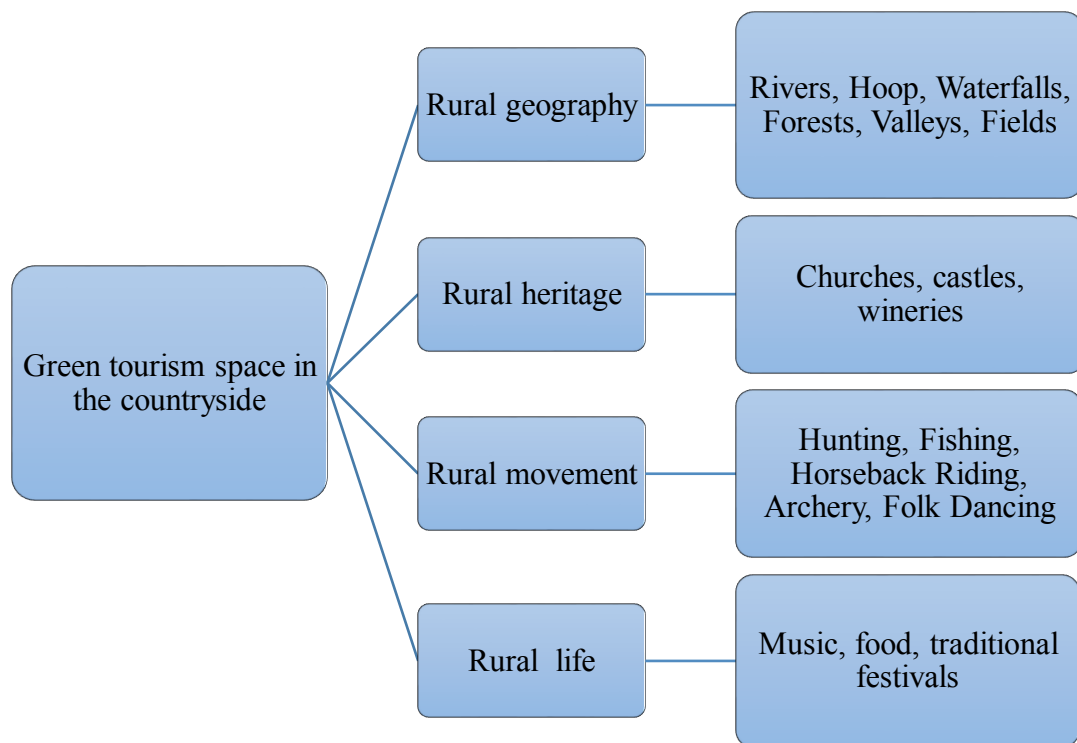 Green tourism space in
the countryside
Rural geography
Rivers, Hoop, Waterfalls,
Forests, Valleys, Fields
Rural heritage
Churches, castles,
wineries
Rural movement
Hunting, Fishing,
Horseback Riding,
Archery, Folk Dancing
Rural life
Music, food, traditional
festivals